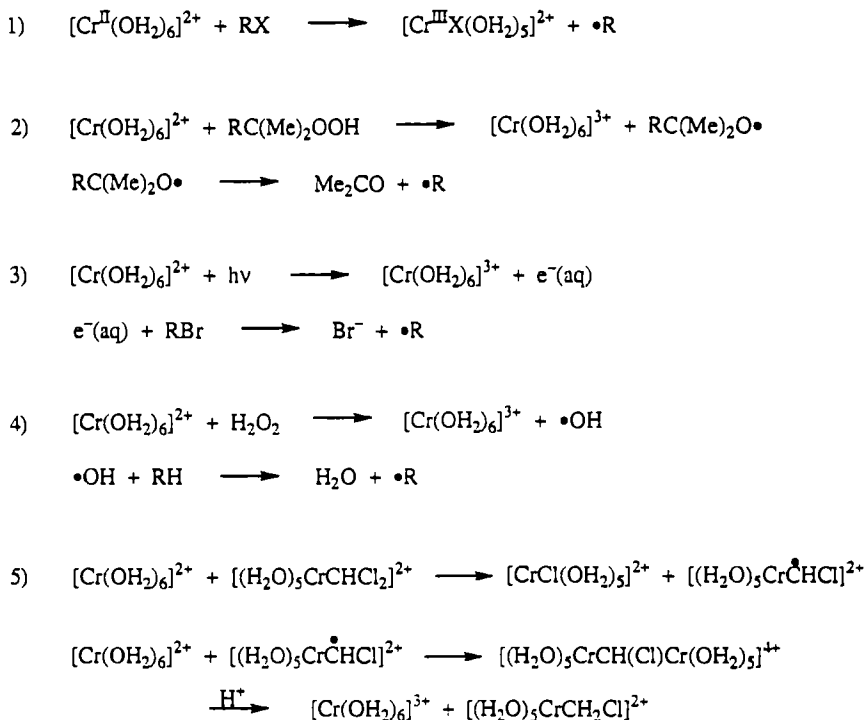 1) [Cr^II(OH₂)₆]²⁺ + RX ⟶ [Cr^IIIX(OH₂)₅]²⁺ + •R
2) [Cr(OH₂)₆]²⁺ + RC(Me)₂OOH ⟶ [Cr(OH₂)₆]³⁺ + RC(Me)₂O•
RC(Me)₂O• ⟶ Me₂CO + •R
3) [Cr(OH₂)₆]²⁺ + hν ⟶ [Cr(OH₂)₆]³⁺ + e⁻(aq)
e⁻(aq) + RBr ⟶ Br⁻ + •R
4) [Cr(OH₂)₆]²⁺ + H₂O₂ ⟶ [Cr(OH₂)₆]³⁺ + •OH
•OH + RH ⟶ H₂O + •R
5) [Cr(OH₂)₆]²⁺ + [(H₂O)₅CrCHCl₂]²⁺ ⟶ [CrCl(OH₂)₅]²⁺ + [(H₂O)₅CrĊHCl]²⁺
[Cr(OH₂)₆]²⁺ + [(H₂O)₅CrĊHCl]²⁺ ⟶ [(H₂O)₅CrCH(Cl)Cr(OH₂)₅]⁴⁺
H⁺ ⟶ [Cr(OH₂)₆]³⁺ + [(H₂O)₅CrCH₂Cl]²⁺